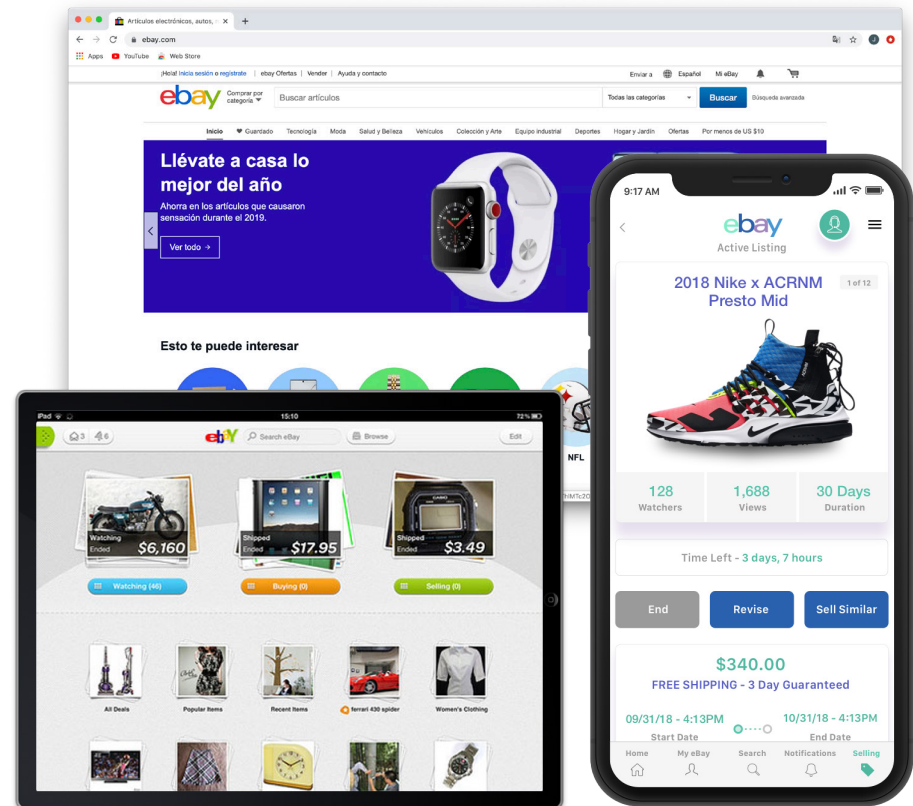 Artículos electrónicos, autos, r
ebay.com
Apps YouTube Web Store
¡Hola! Inicia sesión o regístrate ebay Ofertas Vender Ayuda y contacto
Enviar a Español Mi eBay
ebay
Comprar por
categoría
Buscar artículos
Todas las categorías
Buscar
Búsqueda avanzada
Inicio Guardado Tecnología Moda Salud y Belleza Vehículos Colección y Arte Equipo industrial Deportes Hogar y Jardín Ofertas Por menos de US $10
Llévate a casa lo
mejor del año
Ahorra en los artículos que causaron
sensación durante el 2019.
Ver todo →
Esto te puede interesar
NFL
iPad 15:10 72%
3 6
ebY
Search eBay
Browse
Edit
Watching
Ended $6,160
Shipped
Ended $17.95
CASIO
Shipped
Ended $3.49
Watching (46)
Buying (0)
Selling (0)
All Deals
Popular Items
Recent Items
ferrari 430 spider
Women's Clothing
9:17 AM
ebay
Active Listing
2018 Nike x ACRNM
Presto Mid
1 of 12
128
Watchers
1,688
Views
30 Days
Duration
Time Left - 3 days, 7 hours
End
Revise
Sell Similar
$340.00
FREE SHIPPING - 3 Day Guaranteed
09/31/18 - 4:13PM
Start Date
10/31/18 - 4:13PM
End Date
Home My eBay Search Notifications Selling